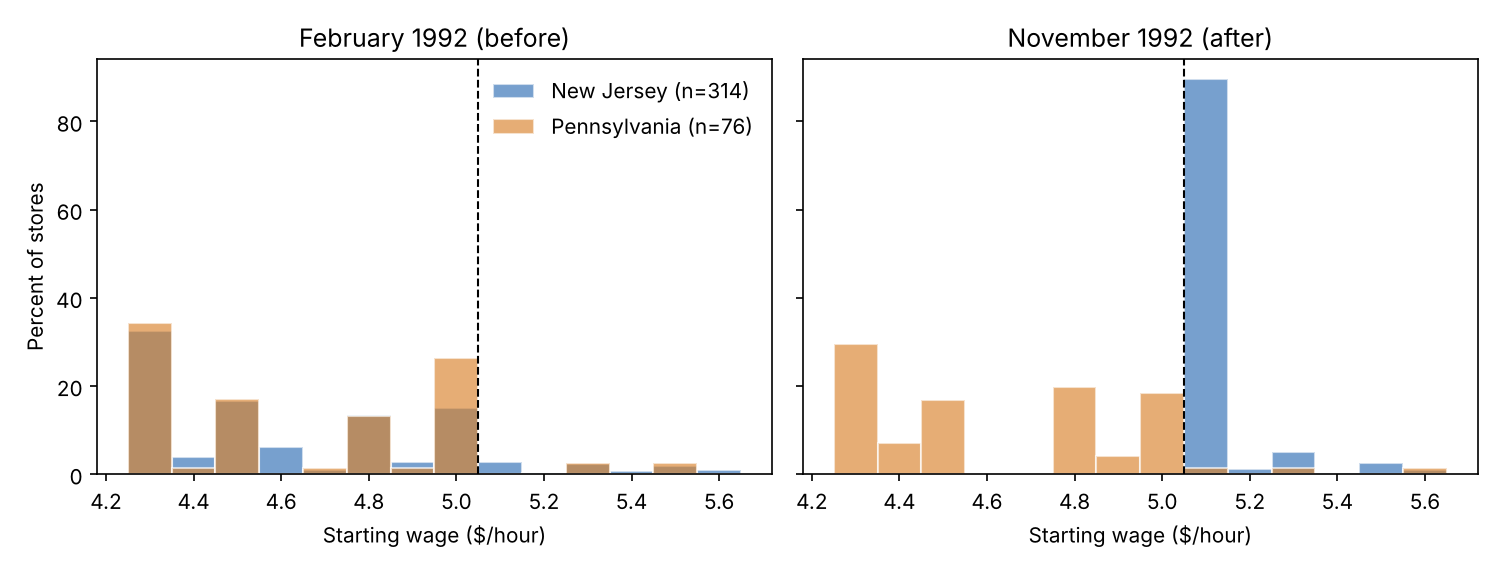 February 1992 (before)
November 1992 (after)
New Jersey (n=314)
Pennsylvania (n=76)
Percent of stores
80
60
40
20
0
4.2 4.4 4.6 4.8 5.0 5.2 5.4 5.6
4.2 4.4 4.6 4.8 5.0 5.2 5.4 5.6
Starting wage ($/hour)
Starting wage ($/hour)